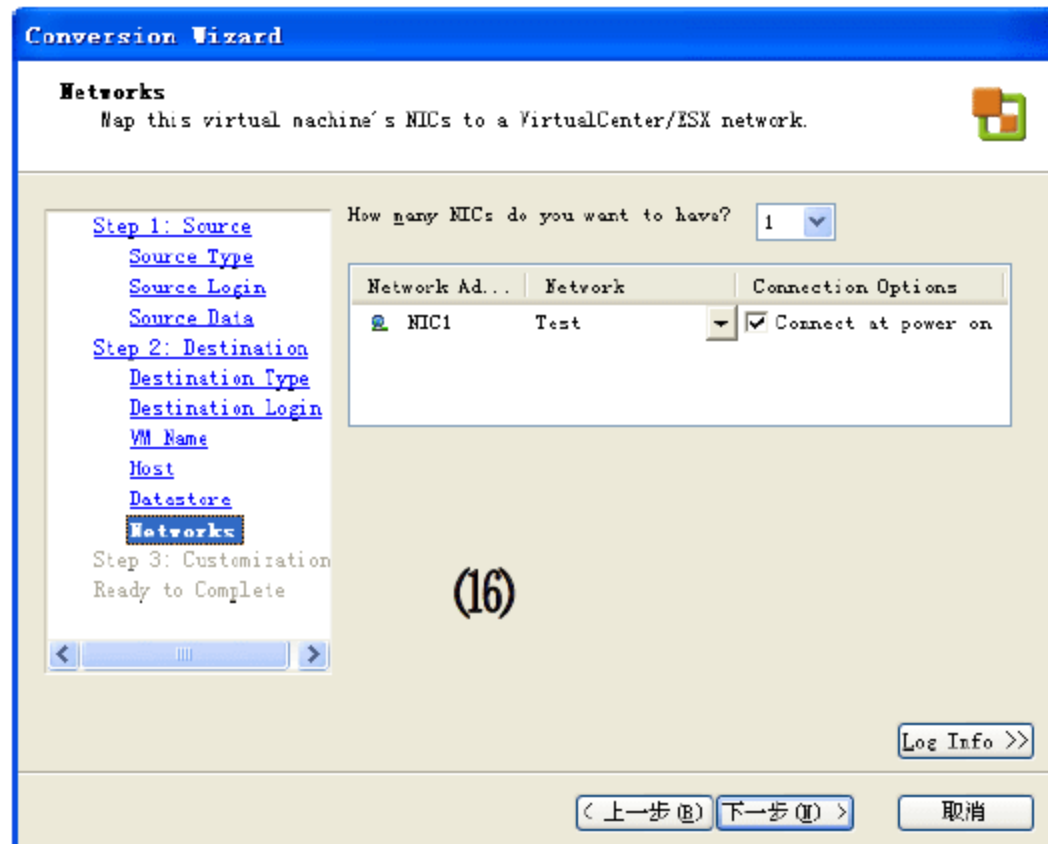 Conversion Wizard
Networks
Map this virtual machine's NICs to a VirtualCenter/ESX network.
Step 1: Source
Source Type
Source Login
Source Data
Step 2: Destination
Destination Type
Destination Login
VM Name
Host
Datastore
Networks
Step 3: Customization
Ready to Complete
How many NICs do you want to have? 1
Network Ad... Network Connection Options
NIC1 Test Connect at power on
(16)
Log Info >>
< 上一步(B) 下一步(N) > 取消